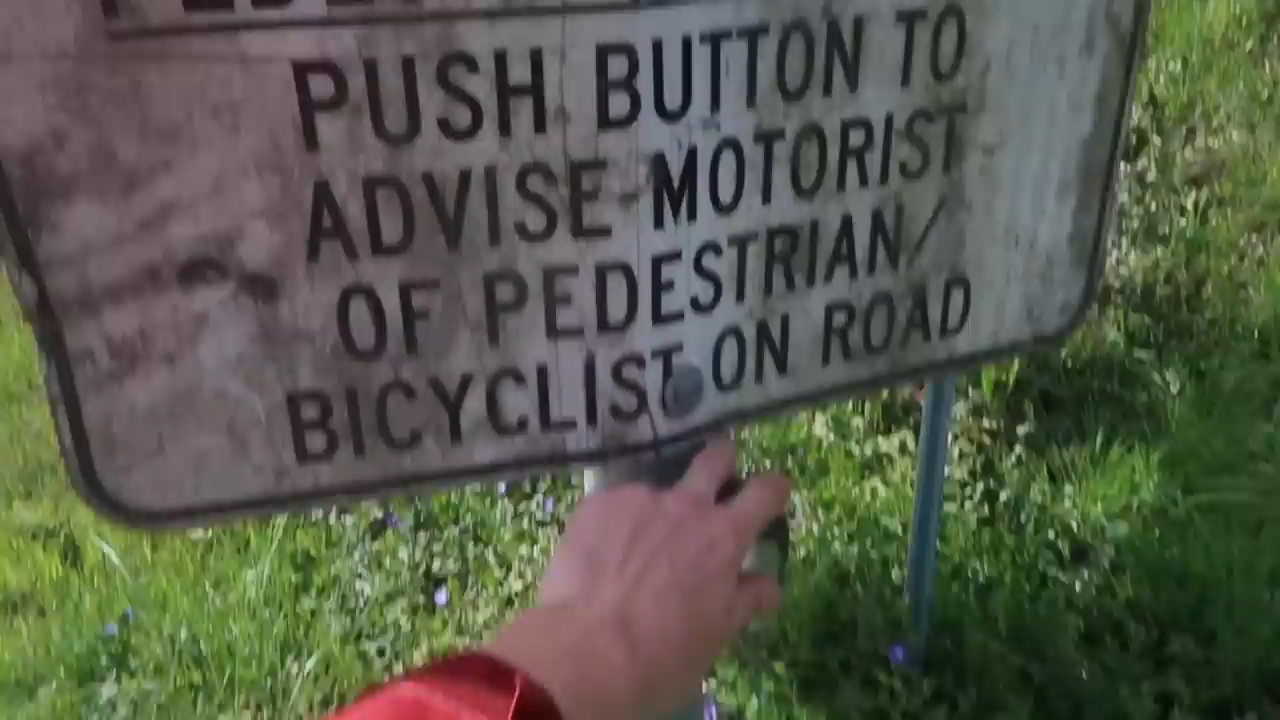 PUSH BUTTON TO
ADVISE MOTORIST
OF PEDESTRIAN/
BICYCLIST ON ROAD